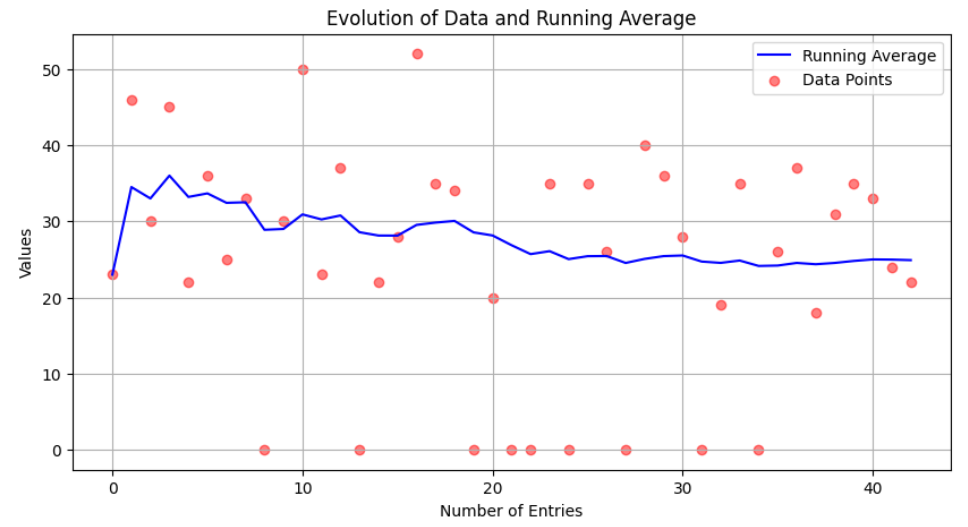 Evolution of Data and Running Average
Running Average
Data Points
50
40
30
20
10
0
Values
0 10 20 30 40
Number of Entries